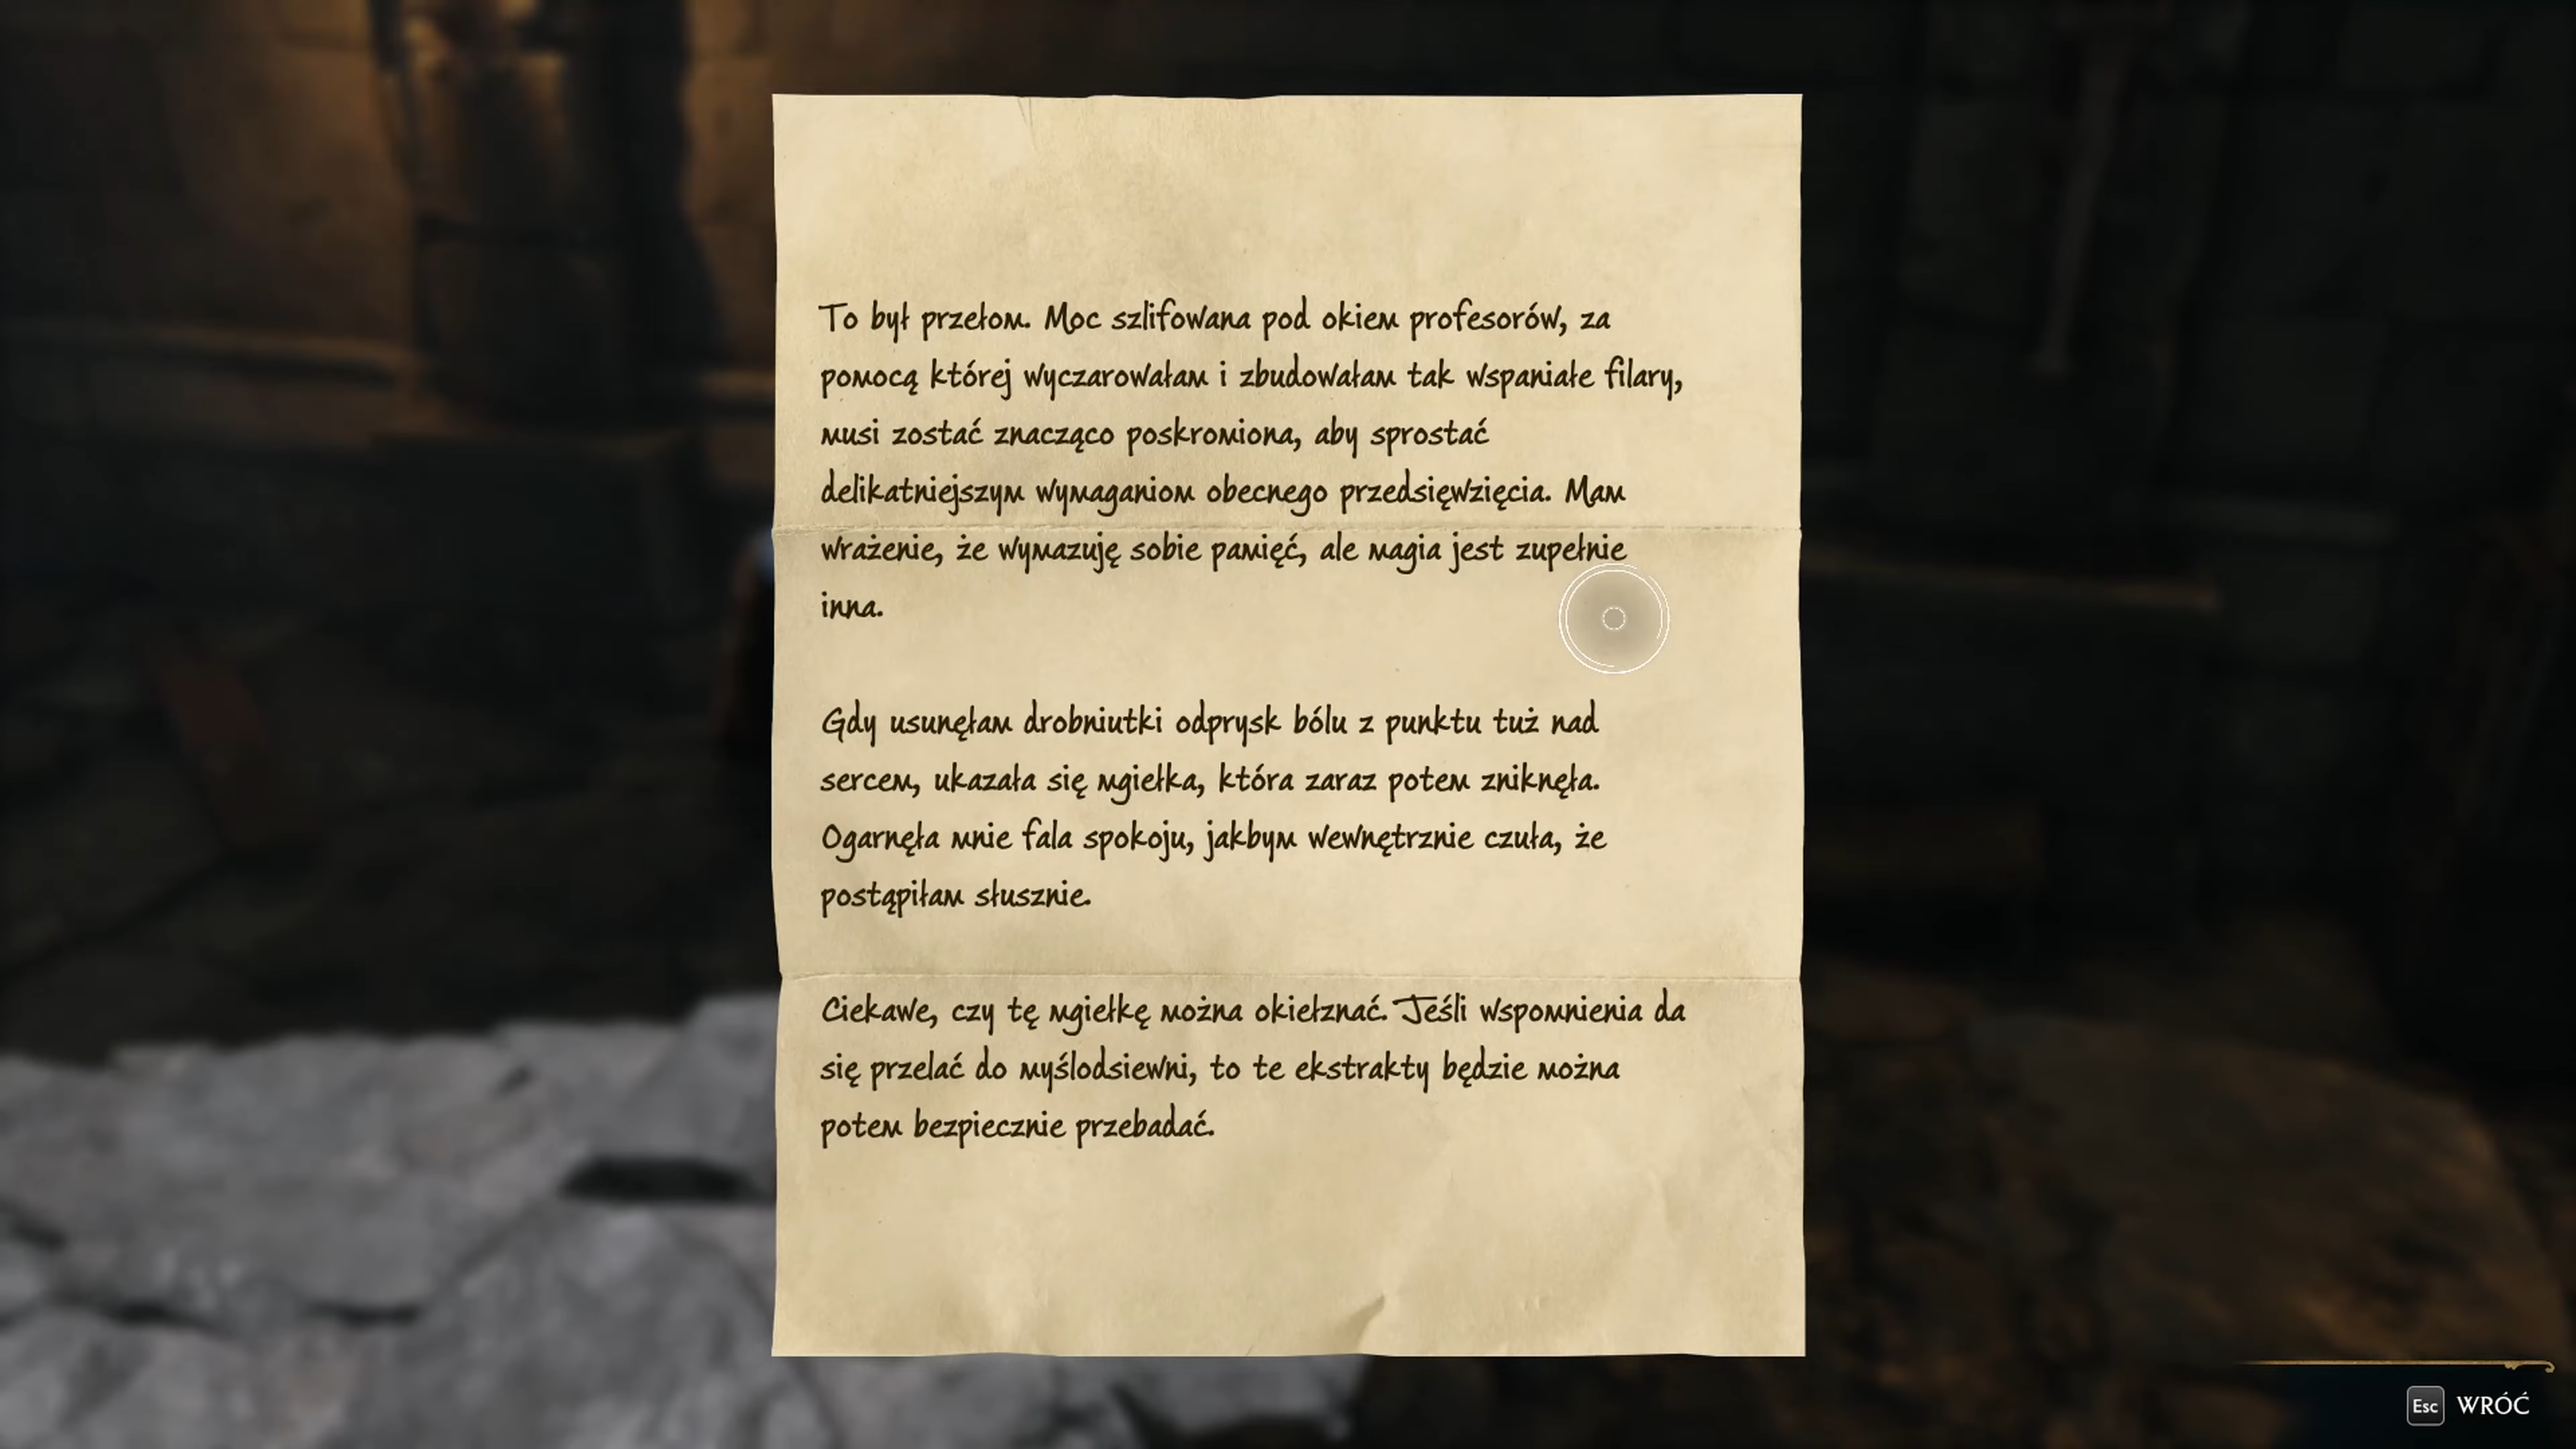 To był przełom. Moc szlifowana pod okiem profesorów, za
pomocą której wyczarowałam i zbudowałam tak wspaniałe filary,
musi zostać znacząco poskromiona, aby sprostać
delikatniejszym wymaganiom obecnego przedsięwzięcia. Mam
wrażenie, że wymazuję sobie pamięć, ale magia jest zupełnie
inna.
Gdy usunęłam drobniutki odprysk bólu z punktu tuż nad
sercem, ukazała się mgiełka, która zaraz potem zniknęła.
Ogarnęła mnie fala spokoju, jakbym wewnętrznie czuła, że
postąpiłam słusznie.
Ciekawe, czy tę mgiełkę można okiełznać. Jeśli wspomnienia da
się przelać do myślodsiewni, to te ekstrakty będzie można
potem bezpiecznie przebadać.
Esc WRÓĆ